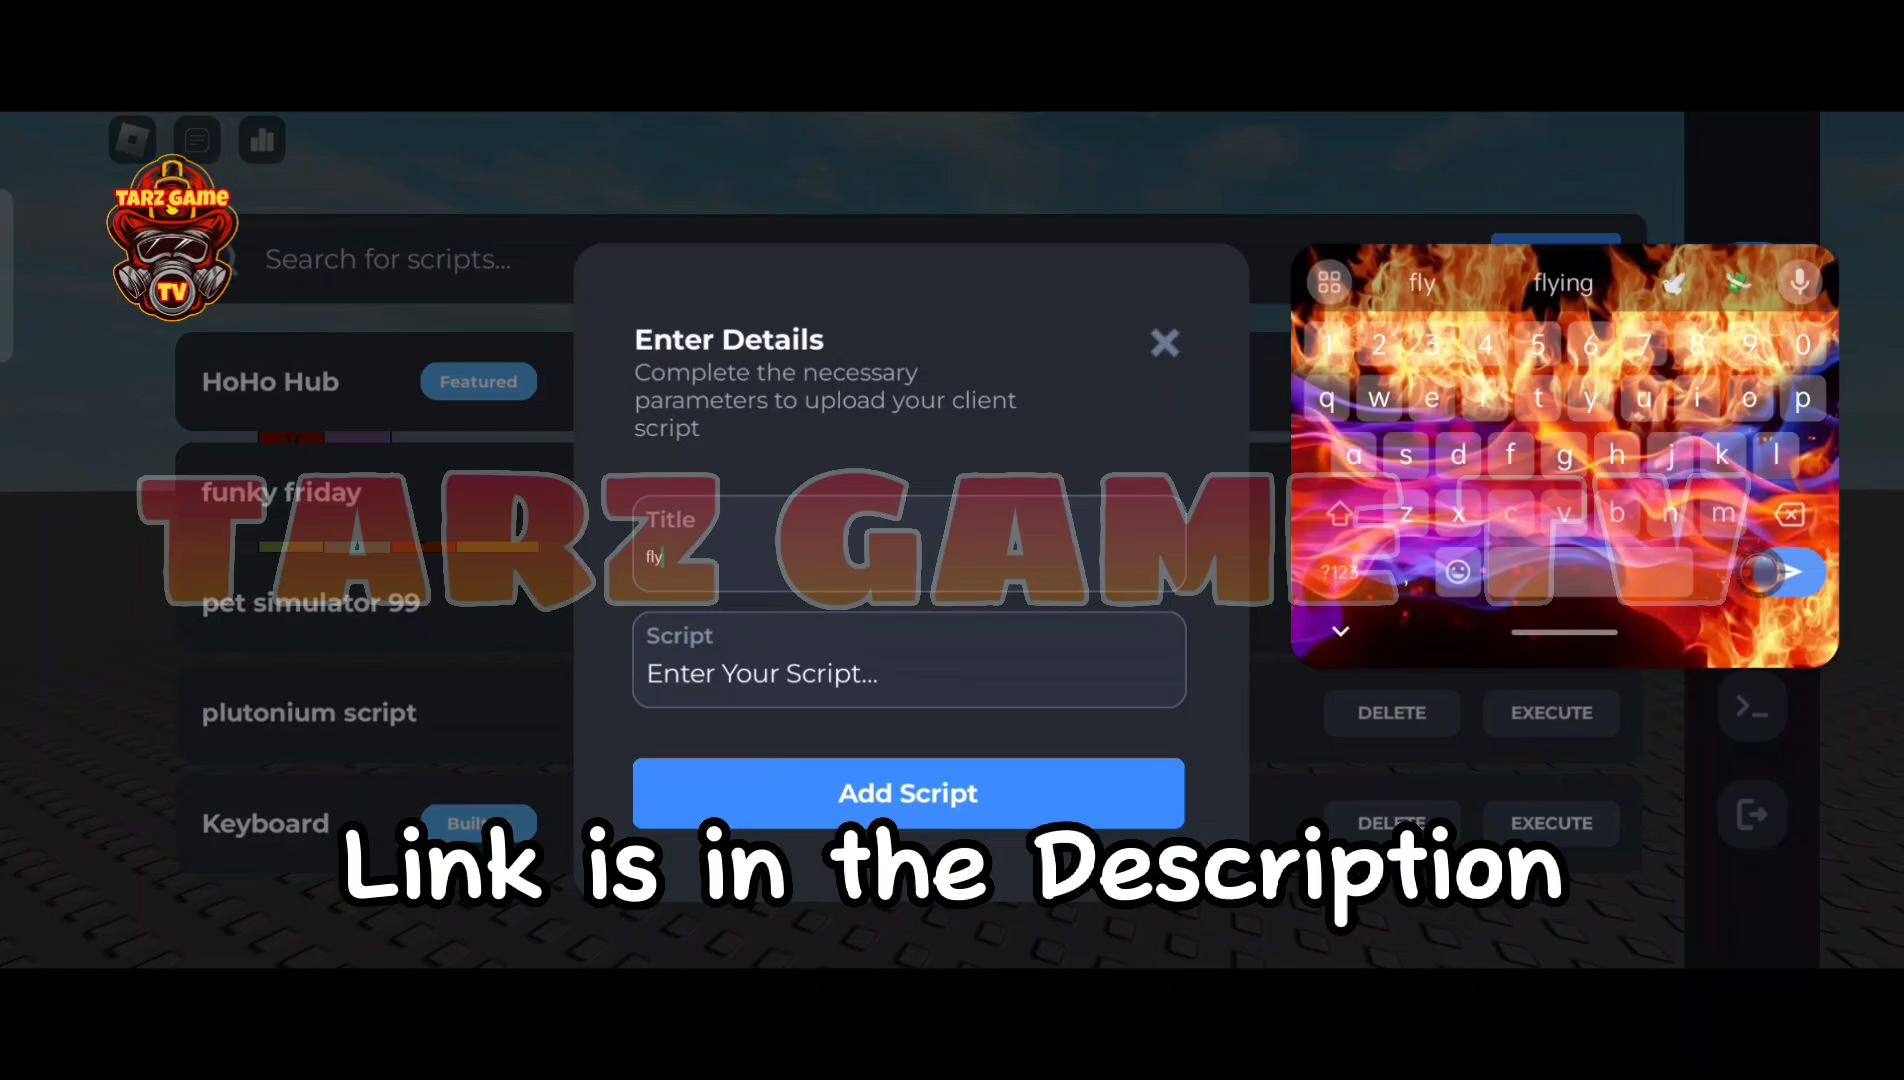 TARZ GAME
TV
Search for scripts...
HoHo Hub
Featured
funky friday
pet simulator 99
plutonium script
Keyboard
Enter Details
Complete the necessary
parameters to upload your client
script
Title
fly
Script
Enter Your Script...
Add Script
DELETE
EXECUTE
DELETE
EXECUTE
fly
flying
1 2 3 4 5 6 7 8 9 0
q w e r t y u i o p
a s d f g h j k l
z x c v b n m
?123 , .
TARZ GAME TV
Link is in the Description